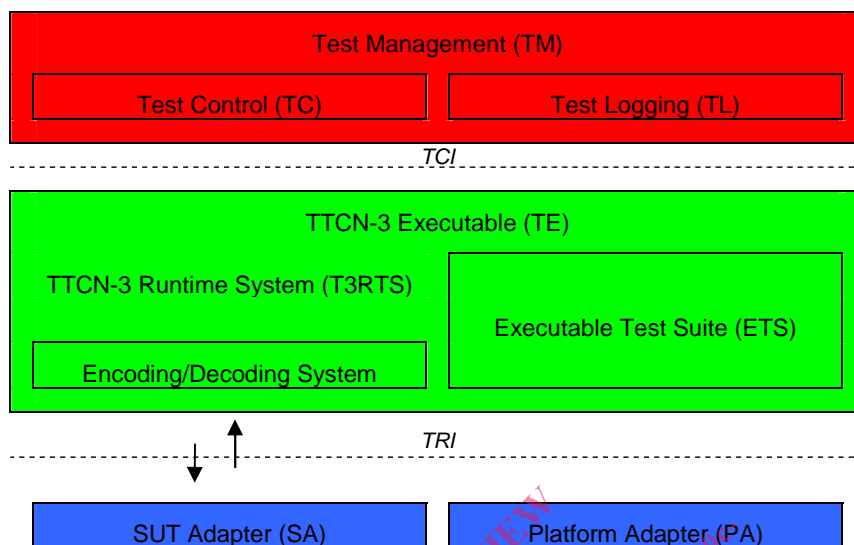 Test Management (TM)
Test Control (TC)
Test Logging (TL)
TCI
TTCN-3 Executable (TE)
TTCN-3 Runtime System (T3RTS)
Executable Test Suite (ETS)
Encoding/Decoding System
TRI
SUT Adapter (SA)
Platform Adapter (PA)